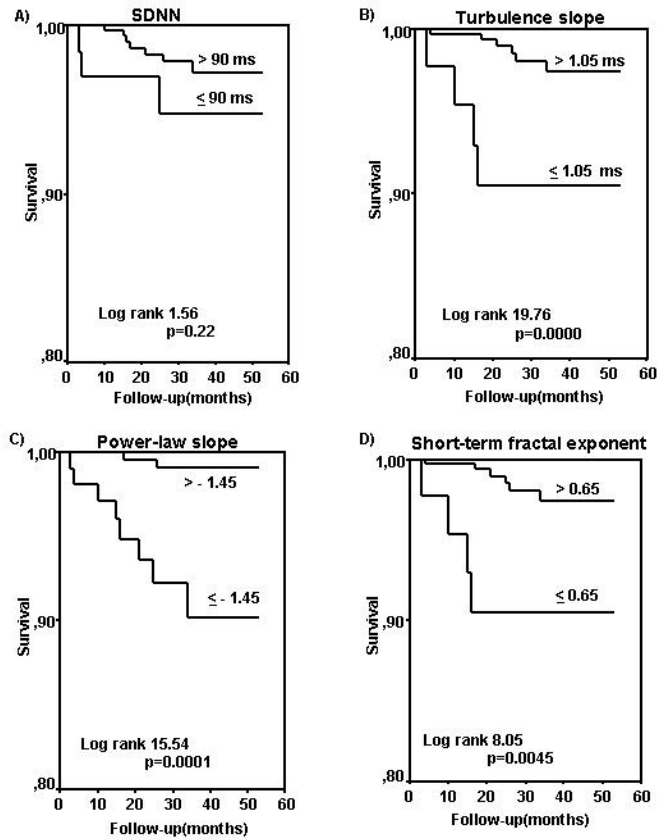 A) SDNN
1,00
> 90 ms
≤ 90 ms
Survival
,90
Log rank 1.56
p=0.22
,80
0 10 20 30 40 50 60
Follow-up(months)
B) Turbulence slope
1,00
> 1.05 ms
≤ 1.05 ms
Survival
,90
Log rank 19.76
p=0.0000
,80
0 10 20 30 40 50 60
Follow-up(months)
C) Power-law slope
1,00
> - 1.45
≤ - 1.45
Survival
,90
Log rank 15.54
p=0.0001
,80
0 10 20 30 40 50 60
Follow-up(months)
D) Short-term fractal exponent
1,00
> 0.65
≤ 0.65
Survival
,90
Log rank 8.05
p=0.0045
,80
0 10 20 30 40 50 60
Follow-up(months)